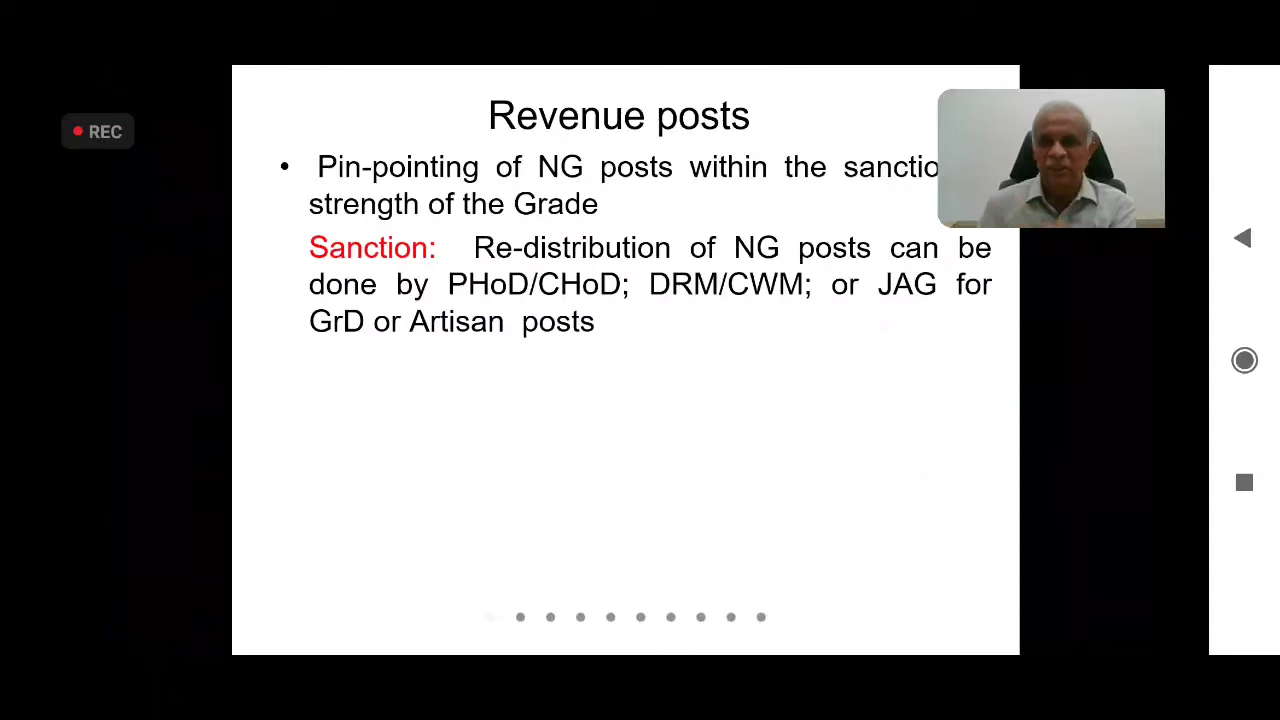 Revenue posts
REC
• Pin-pointing of NG posts within the
strength of the Grade
Sanction: Re-distribution of NG posts can be
done by PHoD/CHoD; DRM/CWM; or JAG for
GrD or Artisan posts